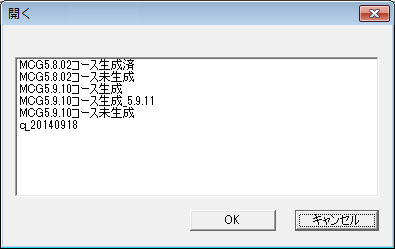 開く
MCG5.8.02コース生成済
MCG5.8.02コース未生成
MCG5.9.10コース生成
MCG5.9.10コース生成_5.9.11
MCG5.9.10コース未生成
q_20140918
OK
キャンセル